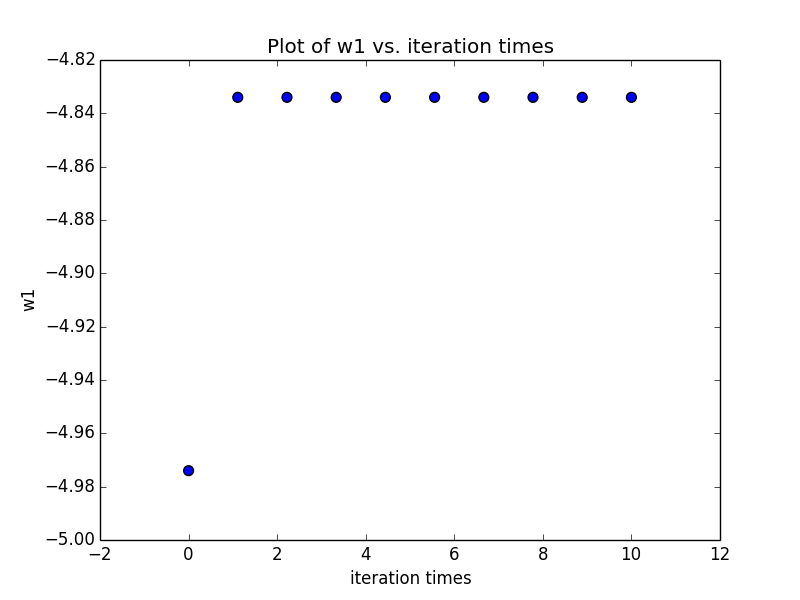 Plot of w1 vs. iteration times
−4.82
−4.84
−4.86
−4.88
−4.90
−4.92
−4.94
−4.96
−4.98
−5.00
w1
−2 0 2 4 6 8 10 12
iteration times